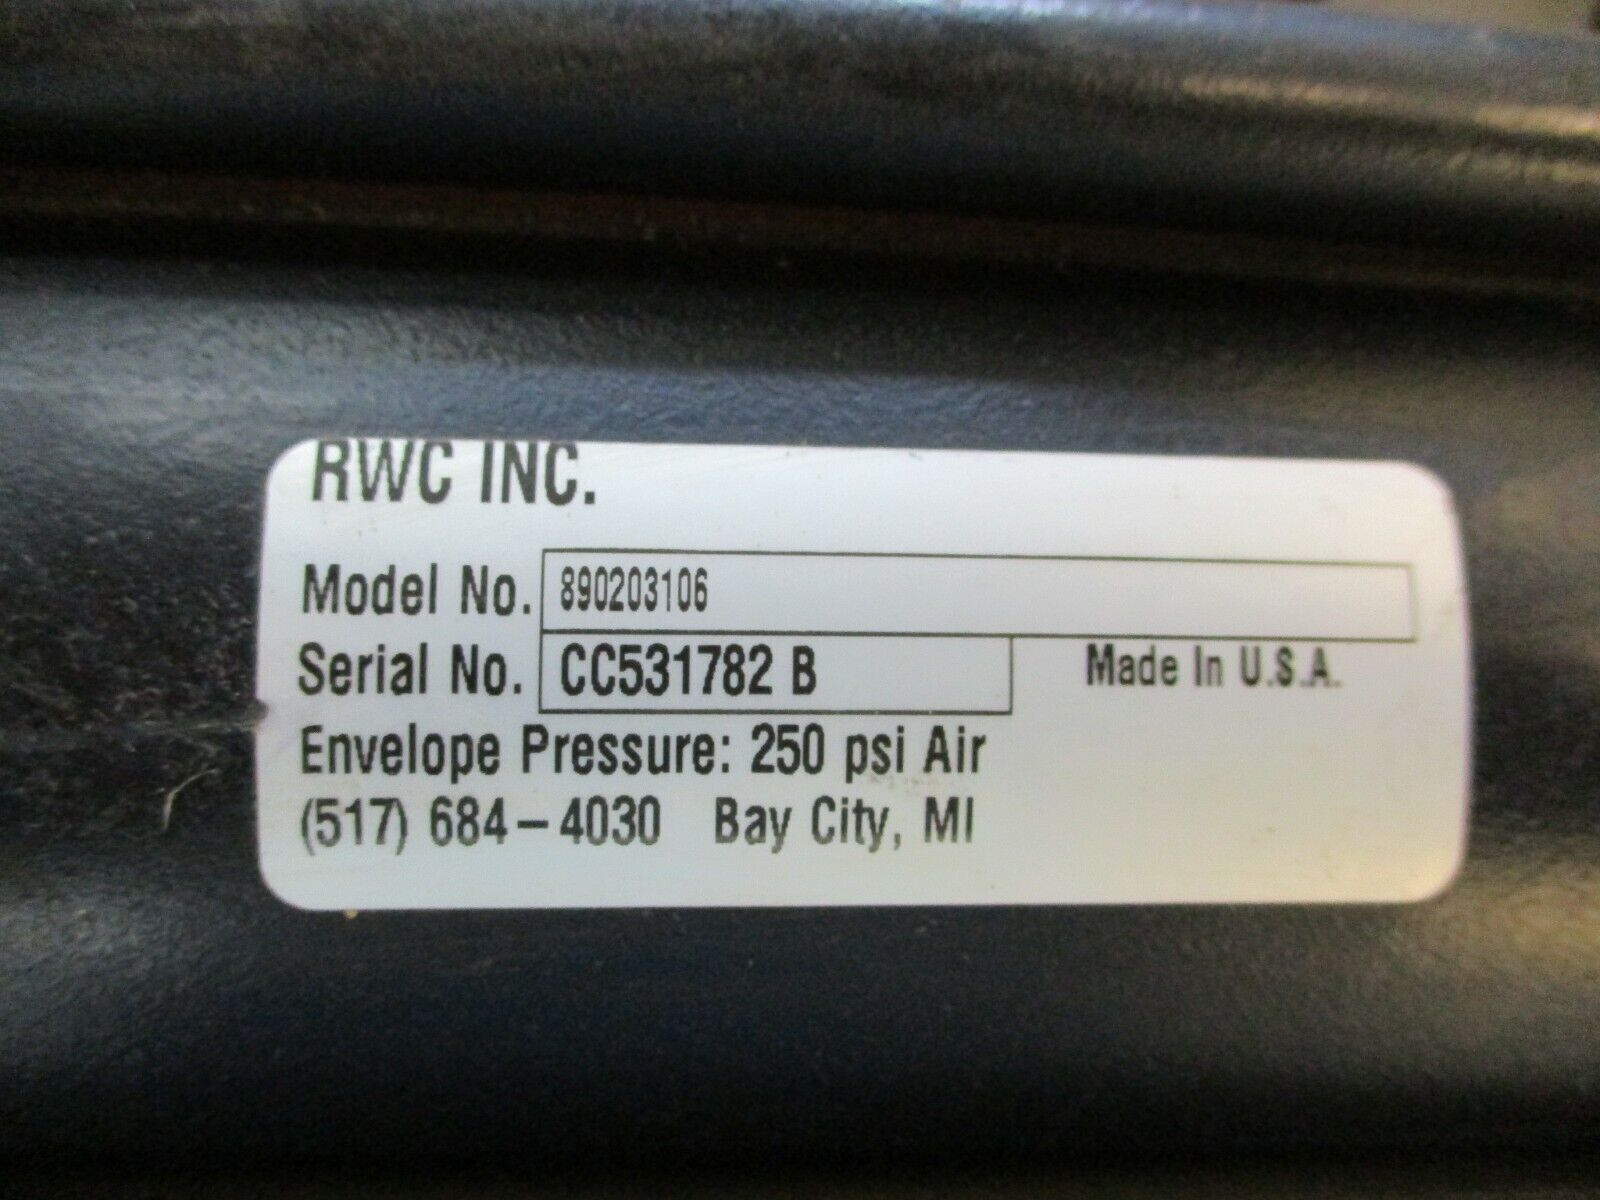 RWC INC.
Model No. 890203106
Serial No. CC531782 B Made In U.S.A.
Envelope Pressure: 250 psi Air
(517) 684-4030 Bay City, MI